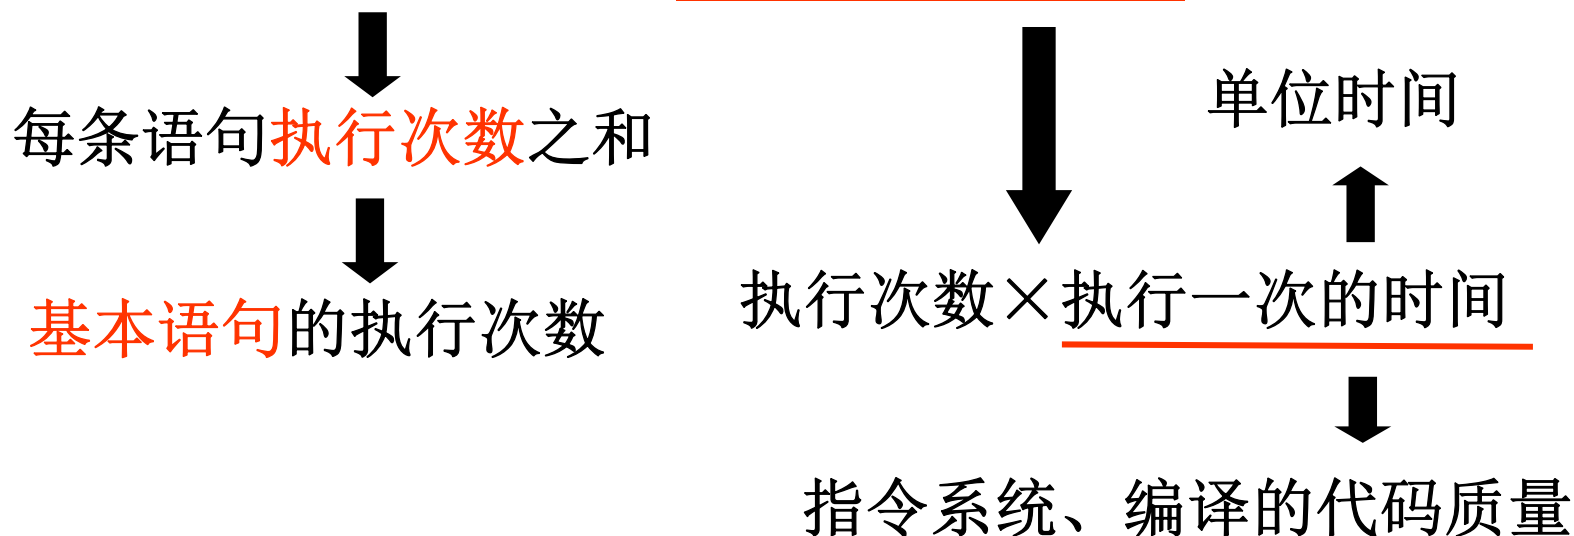 单位时间
每条语句执行次数之和
执行次数×执行一次的时间
基本语句的执行次数
指令系统、编译的代码质量